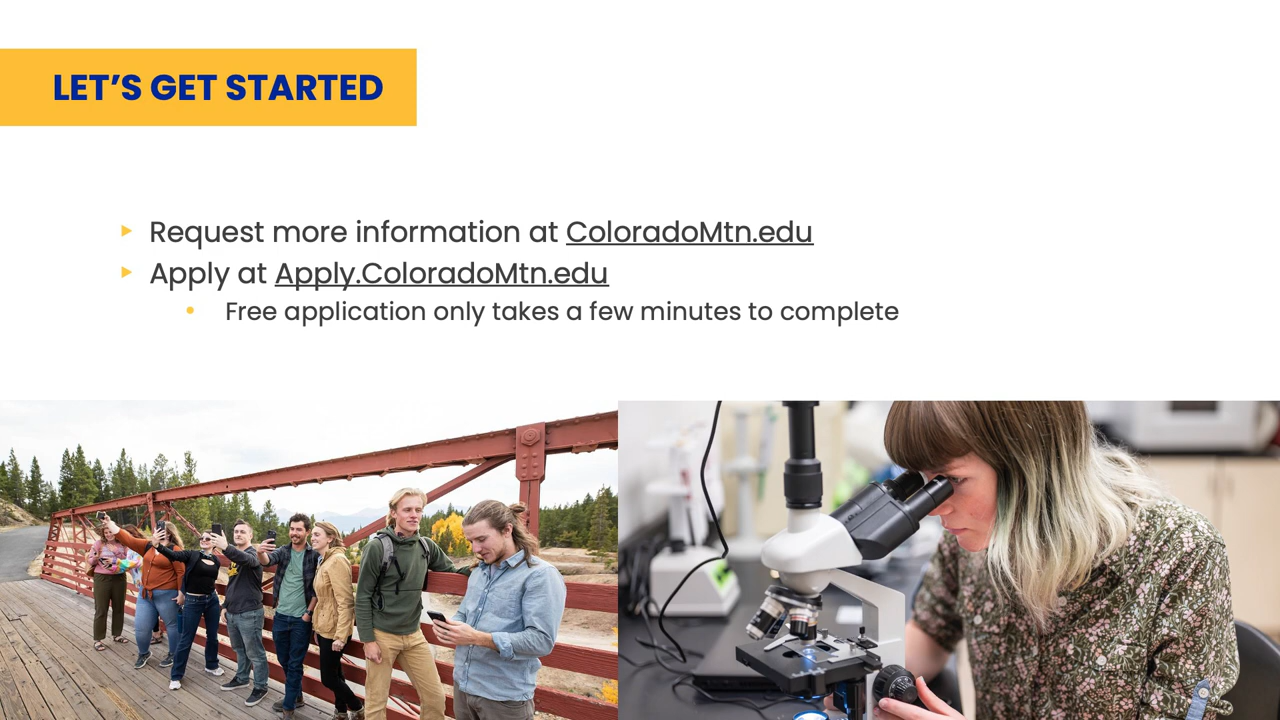 LET’S GET STARTED
Request more information at ColoradoMtn.edu
Apply at Apply.ColoradoMtn.edu
Free application only takes a few minutes to complete